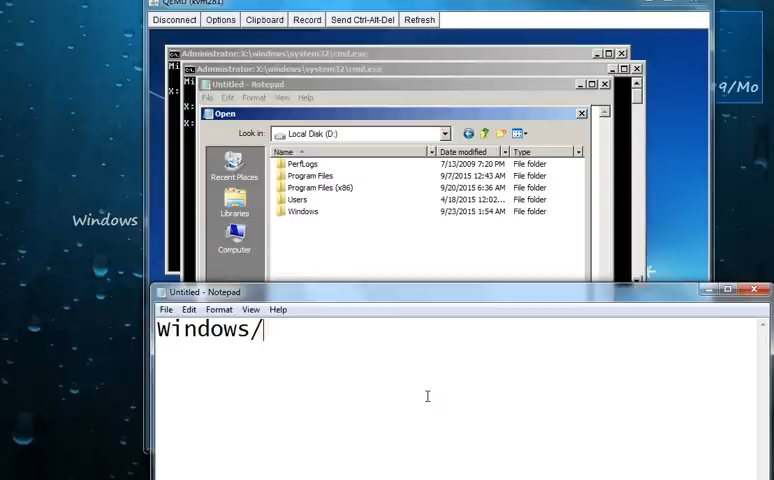 QEMU (kvm281)
Disconnect Options Clipboard Record Send Ctrl-Alt-Del Refresh
Administrator: X:\windows\system32\cmd.exe
Mi
Administrator: X:\windows\system32\cmd.exe
X:
Mi
Untitled - Notepad
File Edit Format View Help
X:
Open
X:
Look in: Local Disk (D:)
Name Date modified Type
PerfLogs 7/13/2009 7:20 PM File folder
Program Files 9/7/2015 12:43 AM File folder
Program Files (x86) 9/20/2015 6:36 AM File folder
Users 4/18/2015 12:02... File folder
Windows 9/23/2015 1:54 AM File folder
Recent Places
Libraries
Computer
9/Mo
Windows
Untitled - Notepad
File Edit Format View Help
Windows/